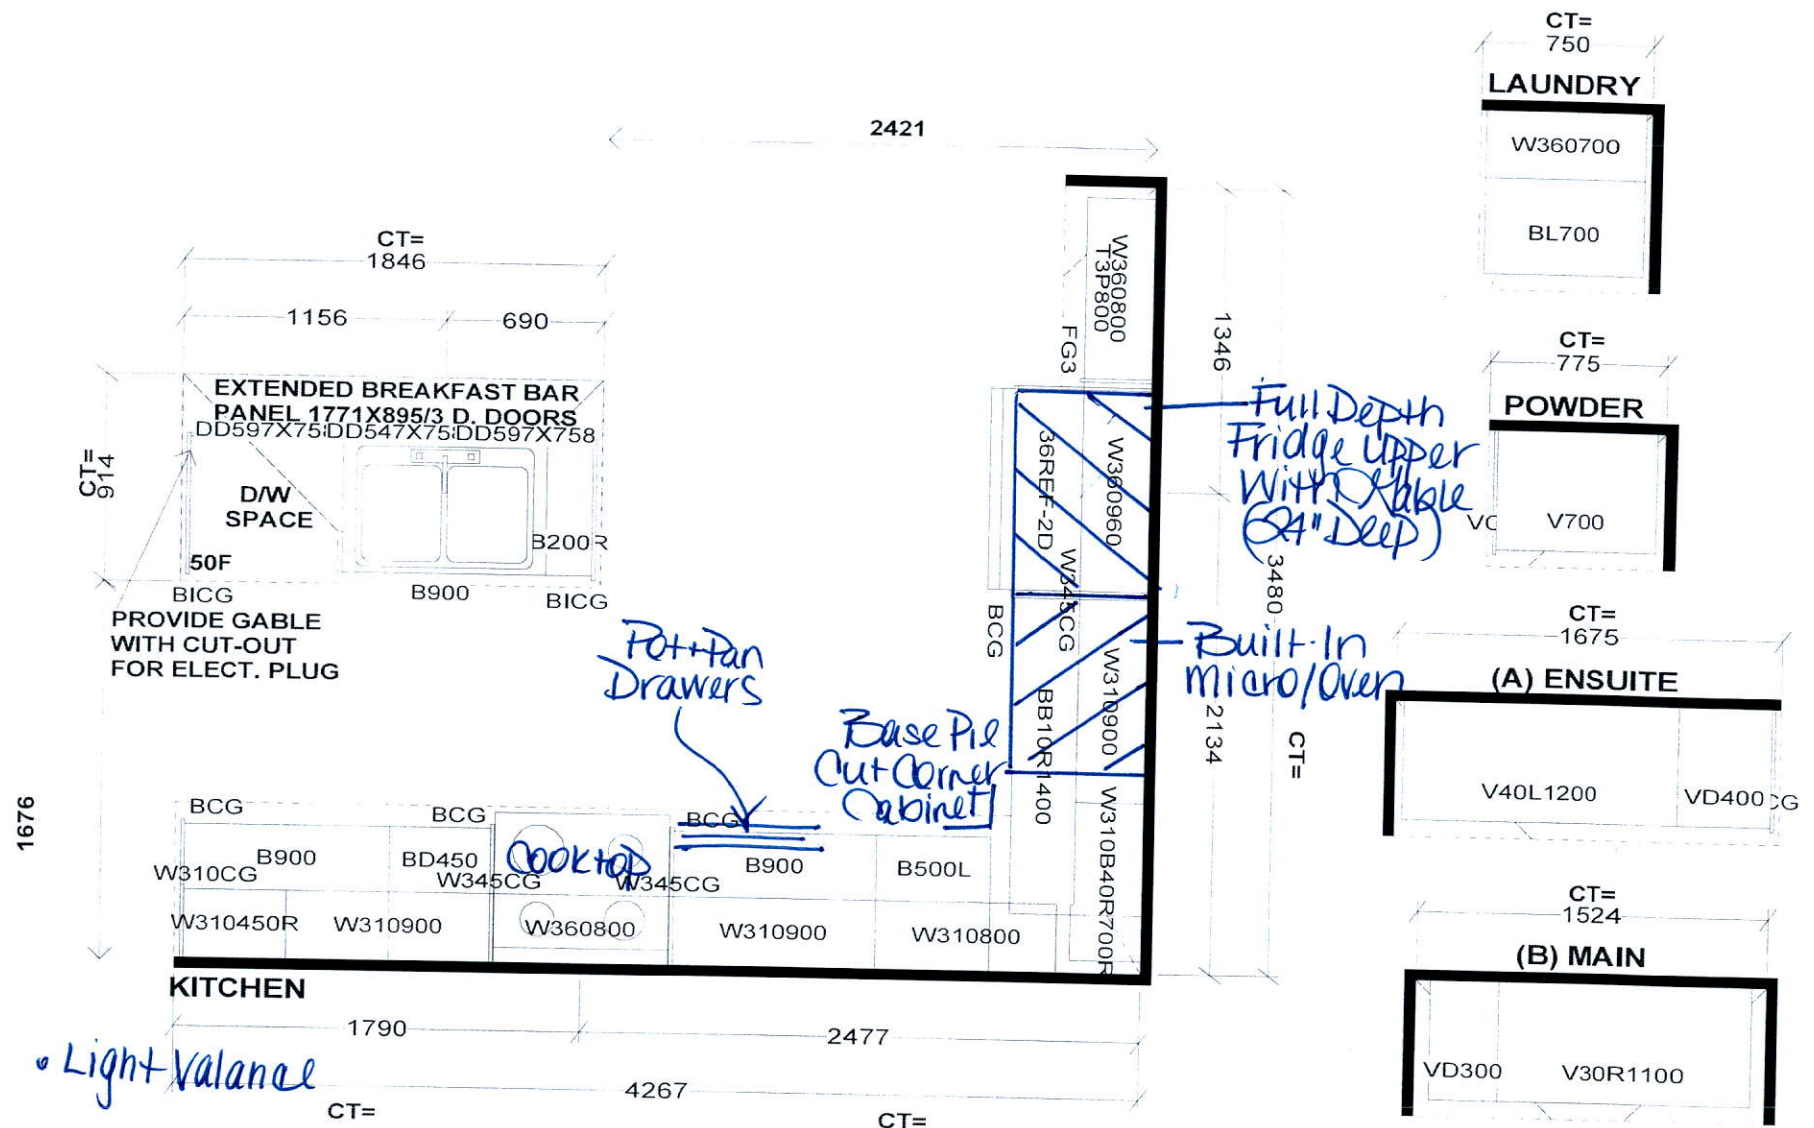 CT=
750
LAUNDRY
W360700
BL700
2421
CT=
1846
1156
690
EXTENDED BREAKFAST BAR
PANEL 1771X895/3 D. DOORS
DD597X758
DD547X758
DD597X758
CT=
914
D/W
SPACE
50F
B200R
BICG
B900
BICG
PROVIDE GABLE
WITH CUT-OUT
FOR ELECT. PLUG
W360800
T3P800
FG3
1346
36REF-2D
W360960
W345CG
BCG
3480
CT=
2134
BB10R1400
W310900
W310B40R700R
Full Depth
Fridge Upper
With Gable
(24" Deep)
Built-In
Micro/Oven
Pot + Pan
Drawers
Base Pie
Cut Corner
Cabinet
CT=
775
POWDER
V700
CT=
1675
(A) ENSUITE
V40L1200
VD400
CT=
1524
(B) MAIN
VD300
V30R1100
1676
BCG
BCG
BCG
B900
BD450
Cooktop
B900
B500L
W310CG
W345CG
W345CG
W310450R
W310900
W360800
W310900
W310800
KITCHEN
1790
2477
• Light Valance
4267
CT=
CT=